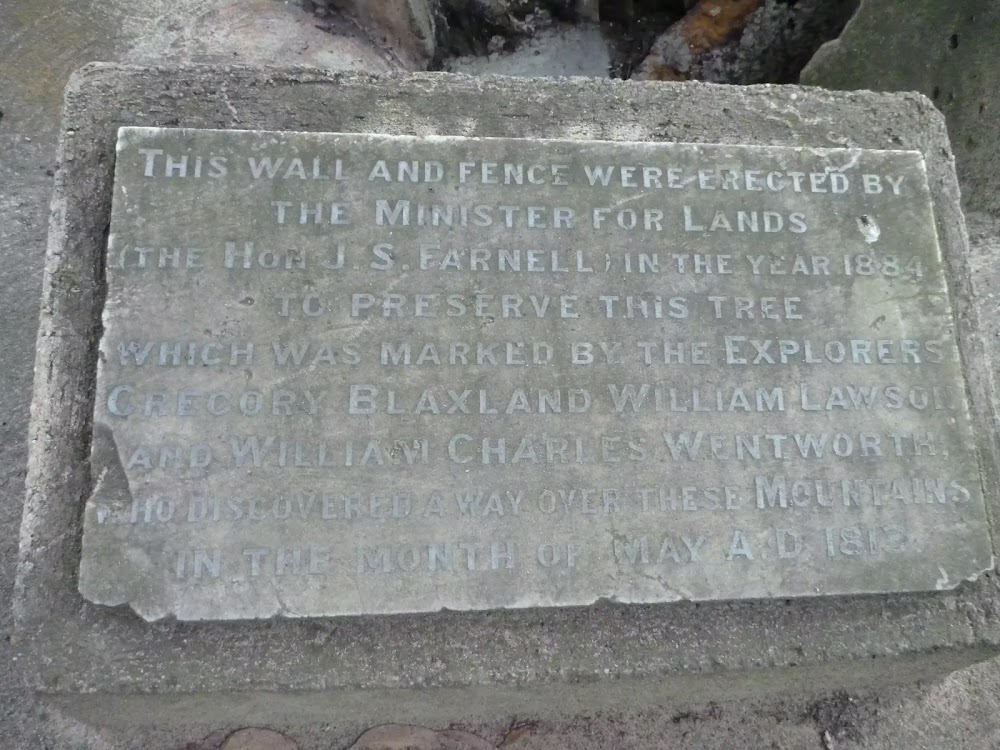 THIS WALL AND FENCE WERE ERECTED BY
THE MINISTER FOR LANDS
(THE HON J. S. FARNELL) IN THE YEAR 1884
TO PRESERVE THIS TREE
WHICH WAS MARKED BY THE EXPLORERS
GREGORY BLAXLAND WILLIAM LAWSON
AND WILLIAM CHARLES WENTWORTH,
WHO DISCOVERED A WAY OVER THESE MOUNTAINS
IN THE MONTH OF MAY A.D 1813